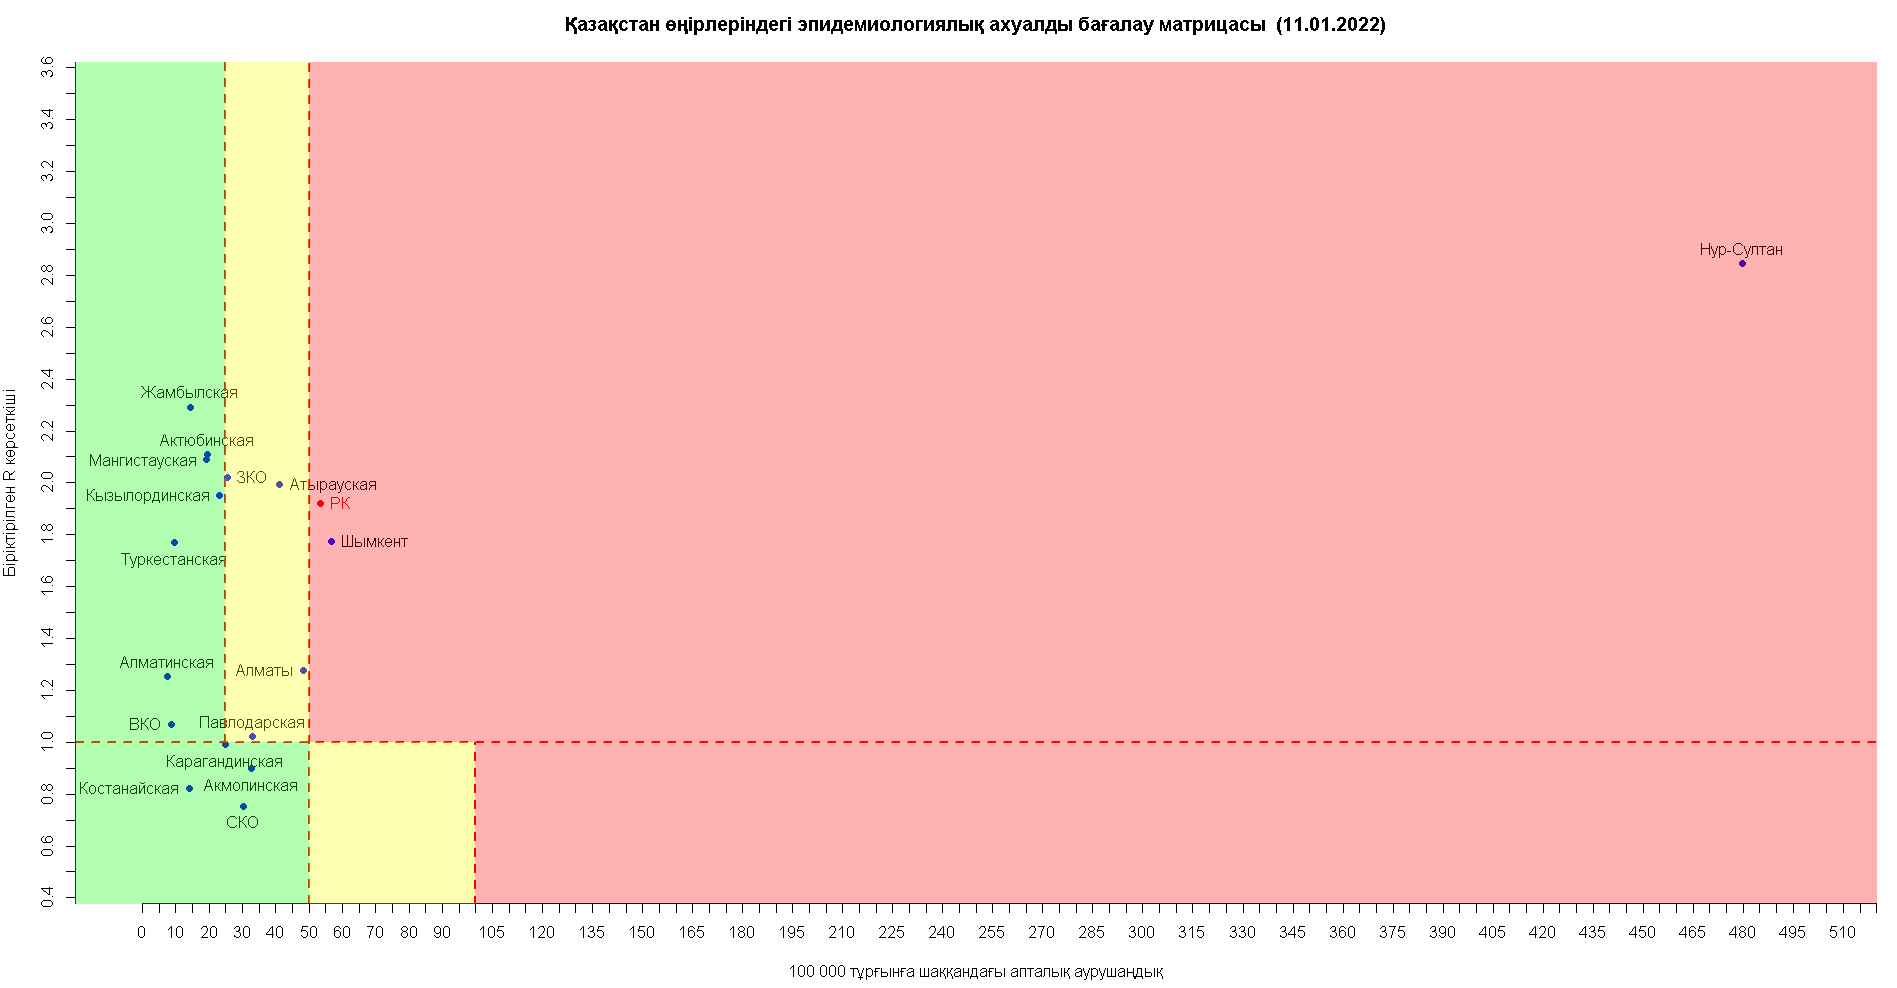 Қазақстан өңірлеріндегі эпидемиологиялық ахуалды бағалау матрицасы (11.01.2022)
Біріктірілген R көрсеткіші
3.6
3.4
3.2
3.0
2.8
2.6
2.4
2.2
2.0
1.8
1.6
1.4
1.2
1.0
0.8
0.6
0.4
Нур-Султан
Жамбылская
Актюбинская
Мангистауская
ЗКО
Атырауская
Кызылординская
РК
Шымкент
Туркестанская
Алматинская
Алматы
ВКО
Павлодарская
Карагандинская
Костанайская
Акмолинская
СКО
0 10 20 30 40 50 60 70 80 90 105 120 135 150 165 180 195 210 225 240 255 270 285 300 315 330 345 360 375 390 405 420 435 450 465 480 495 510
100 000 тұрғынға шаққандағы апталық аурушаңдық